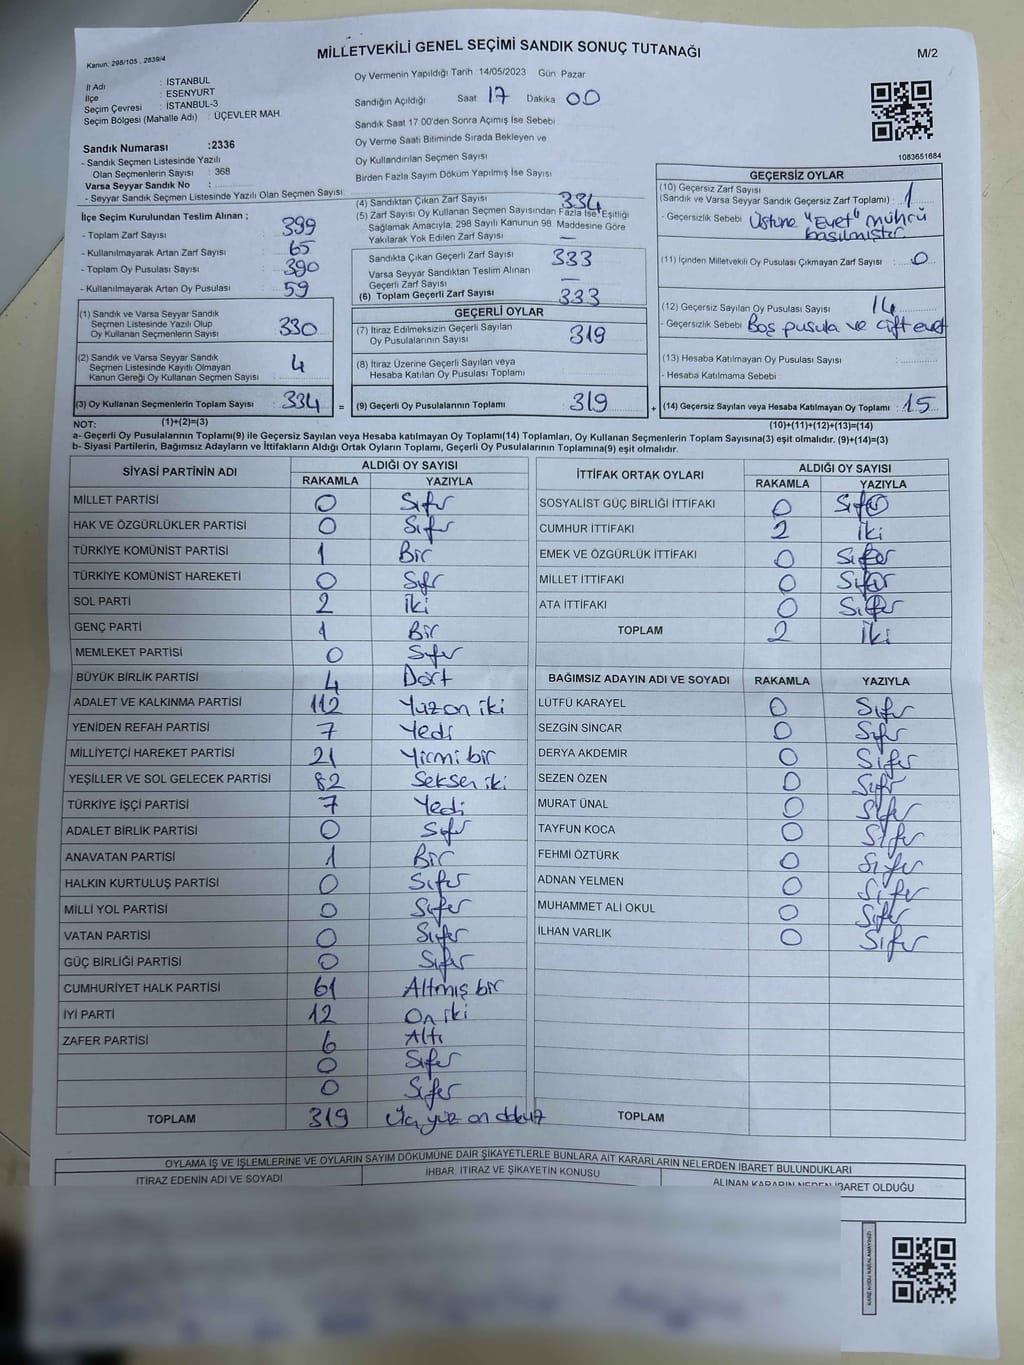 MİLLETVEKİLİ GENEL SEÇİMİ SANDIK SONUÇ TUTANAĞI
M/2
Kanun: 298/105 , 2839/4
İl Adı : İSTANBUL
İlçe : ESENYURT
Seçim Çevresi : İSTANBUL-3
Seçim Bölgesi (Mahalle Adı) : ÜÇEVLER MAH
Sandık Numarası :2336
- Sandık Seçmen Listesinde Yazılı
Olan Seçmenlerin Sayısı : 368
Varsa Seyyar Sandık No :
- Seyyar Sandık Seçmen Listesinde Yazılı Olan Seçmen Sayısı:
Oy Vermenin Yapıldığı Tarih 14/05/2023 Gün Pazar
Sandığın Açıldığı Saat 17 Dakika 00
Sandık Saat 17.00'den Sonra Açımış İse Sebebi
Oy Verme Saati Bitiminde Sırada Bekleyen ve
Oy Kullandırılan Seçmen Sayısı
Birden Fazla Sayım Döküm Yapılmış İse Sayısı
1083651684
İlçe Seçim Kurulundan Teslim Alınan ;
- Toplam Zarf Sayısı : 399
- Kullanılmayarak Artan Zarf Sayısı : 65
- Toplam Oy Pusulası Sayısı : 390
- Kullanılmayarak Artan Oy Pusulası : 59
(1) Sandık ve Varsa Seyyar Sandık
Seçmen Listesinde Yazılı Olup
Oy Kullanan Seçmenlerin Sayısı : 330
(2) Sandık ve Varsa Seyyar Sandık
Seçmen Listesinde Kayıtlı Olmayan
Kanun Gereği Oy Kullanan Seçmen Sayısı : 4
(3) Oy Kullanan Seçmenlerin Toplam Sayısı : 334
(4) Sandıktan Çıkan Zarf Sayısı 334
(5) Zarf Sayısı Oy Kullanan Seçmen Sayısından Fazla İse Eşitliği
Sağlamak Amacıyla, 298 Sayılı Kanunun 98 Maddesine Göre
Yakılarak Yok Edilen Zarf Sayısı —
Sandıkta Çıkan Geçerli Zarf Sayısı 333
Varsa Seyyar Sandıktan Teslim Alınan
Geçerli Zarf Sayısı —
(6) Toplam Geçerli Zarf Sayısı 333
GEÇERLİ OYLAR
(7) İtiraz Edilmeksizin Geçerli Sayılan
Oy Pusulalarının Sayısı 319
(8) İtiraz Üzerine Geçerli Sayılan veya
Hesaba Katılan Oy Pusulası Toplamı
= (9) Geçerli Oy Pusulalarının Toplamı 319
GEÇERSİZ OYLAR
(10) Geçersiz Zarf Sayısı
(Sandık ve Varsa Seyyar Sandık Geçersiz Zarf Toplamı) : 1
- Geçersizlik Sebebi Üstüne "Evet" mührü
basılmıştır
(11) İçinden Milletvekili Oy Pusulası Çıkmayan Zarf Sayısı : 0
(12) Geçersiz Sayılan Oy Pusulası Sayısı 14
- Geçersizlik Sebebi Boş pusula ve çift evet
(13) Hesaba Katılmayan Oy Pusulası Sayısı
- Hesaba Katılmama Sebebi
+ (14) Geçersiz Sayılan veya Hesaba Katılmayan Oy Toplamı : 15
NOT: (1)+(2)=(3)
(10)+(11)+(12)+(13)=(14)
a- Geçerli Oy Pusulalarının Toplamı(9) ile Geçersiz Sayılan veya Hesaba katılmayan Oy Toplamı(14) Toplamları, Oy Kullanan Seçmenlerin Toplam Sayısına(3) eşit olmalıdır. (9)+(14)=(3)
b- Siyasi Partilerin, Bağımsız Adayların ve İttifakların Aldığı Ortak Oyların Toplamı, Geçerli Oy Pusulalarının Toplamına(9) eşit olmalıdır.
SİYASİ PARTİNİN ADI ALDIĞI OY SAYISI
RAKAMLA YAZIYLA
MİLLET PARTİSİ 0 Sıfır
HAK VE ÖZGÜRLÜKLER PARTİSİ 0 Sıfır
TÜRKİYE KOMÜNİST PARTİSİ 1 Bir
TÜRKİYE KOMÜNİST HAREKETİ 0 Sıfır
SOL PARTİ 2 İki
GENÇ PARTİ 1 Bir
MEMLEKET PARTİSİ 0 Sıfır
BÜYÜK BİRLİK PARTİSİ 4 Dört
ADALET VE KALKINMA PARTİSİ 112 Yüz on iki
YENİDEN REFAH PARTİSİ 7 Yedi
MİLLİYETÇİ HAREKET PARTİSİ 21 Yirmi bir
YEŞİLLER VE SOL GELECEK PARTİSİ 82 Seksen iki
TÜRKİYE İŞÇİ PARTİSİ 7 Yedi
ADALET BİRLİK PARTİSİ 0 Sıfır
ANAVATAN PARTİSİ 1 Bir
HALKIN KURTULUŞ PARTİSİ 0 Sıfır
MİLLİ YOL PARTİSİ 0 Sıfır
VATAN PARTİSİ 0 Sıfır
GÜÇ BİRLİĞİ PARTİSİ 0 Sıfır
CUMHURİYET HALK PARTİSİ 61 Altmış bir
İYİ PARTİ 12 On iki
ZAFER PARTİSİ 6 Altı
0 Sıfır
0 Sıfır
TOPLAM 319 Üç yüz on dokuz
İTTİFAK ORTAK OYLARI ALDIĞI OY SAYISI
RAKAMLA YAZIYLA
SOSYALİST GÜÇ BİRLİĞİ İTTİFAKI 0 Sıfır
CUMHUR İTTİFAKI 2 İki
EMEK VE ÖZGÜRLÜK İTTİFAKI 0 Sıfır
MİLLET İTTİFAKI 0 Sıfır
ATA İTTİFAKI 0 Sıfır
TOPLAM 2 İki
BAĞIMSIZ ADAYIN ADI VE SOYADI RAKAMLA YAZIYLA
LÜTFÜ KARAYEL 0 Sıfır
SEZGİN SİNCAR 0 Sıfır
DERYA AKDEMİR 0 Sıfır
SEZEN ÖZEN 0 Sıfır
MURAT ÜNAL 0 Sıfır
TAYFUN KOCA 0 Sıfır
FEHMİ ÖZTÜRK 0 Sıfır
ADNAN YELMEN 0 Sıfır
MUHAMMET ALİ OKUL 0 Sıfır
İLHAN VARLIK 0 Sıfır
TOPLAM
OYLAMA İŞ VE İŞLEMLERİNE VE OYLARIN SAYIM DÖKÜMÜNE DAİR ŞİKAYETLERLE BUNLARA AİT KARARLARIN NELERDEN İBARET BULUNDUKLARI
İTİRAZ EDENİN ADI VE SOYADI İHBAR, İTİRAZ VE ŞİKAYETİN KONUSU ALINAN KARARIN NEDEN İBARET OLDUĞU
KARE KODU KARALAMAYINIZ!